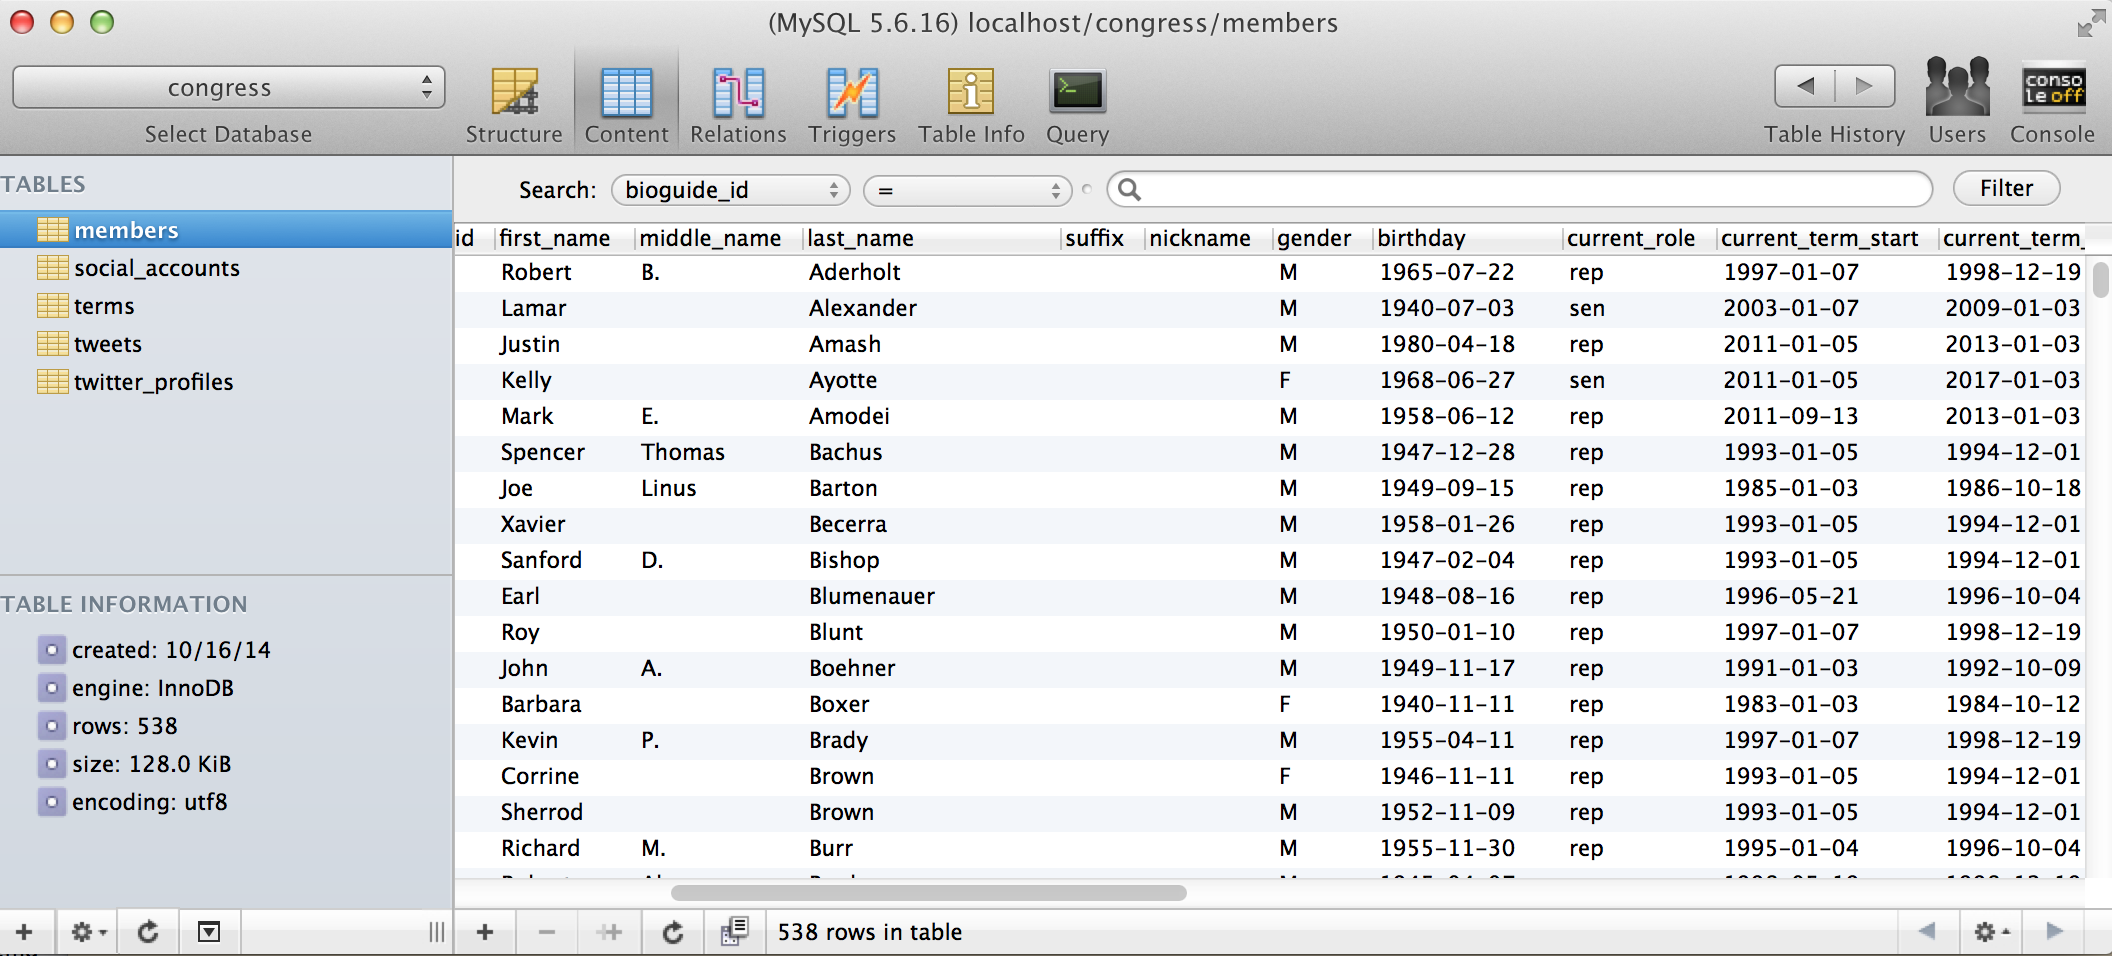 (MySQL 5.6.16) localhost/congress/members
congress
Select Database
Structure Content Relations Triggers Table Info Query
Table History Users Console
conso
le off
TABLES
members
social_accounts
terms
tweets
twitter_profiles
TABLE INFORMATION
created: 10/16/14
engine: InnoDB
rows: 538
size: 128.0 KiB
encoding: utf8
Search: bioguide_id = Filter
id first_name middle_name last_name suffix nickname gender birthday current_role current_term_start current_term_
Robert B. Aderholt M 1965-07-22 rep 1997-01-07 1998-12-19
Lamar Alexander M 1940-07-03 sen 2003-01-07 2009-01-03
Justin Amash M 1980-04-18 rep 2011-01-05 2013-01-03
Kelly Ayotte F 1968-06-27 sen 2011-01-05 2017-01-03
Mark E. Amodei M 1958-06-12 rep 2011-09-13 2013-01-03
Spencer Thomas Bachus M 1947-12-28 rep 1993-01-05 1994-12-01
Joe Linus Barton M 1949-09-15 rep 1985-01-03 1986-10-18
Xavier Becerra M 1958-01-26 rep 1993-01-05 1994-12-01
Sanford D. Bishop M 1947-02-04 rep 1993-01-05 1994-12-01
Earl Blumenauer M 1948-08-16 rep 1996-05-21 1996-10-04
Roy Blunt M 1950-01-10 rep 1997-01-07 1998-12-19
John A. Boehner M 1949-11-17 rep 1991-01-03 1992-10-09
Barbara Boxer F 1940-11-11 rep 1983-01-03 1984-10-12
Kevin P. Brady M 1955-04-11 rep 1997-01-07 1998-12-19
Corrine Brown F 1946-11-11 rep 1993-01-05 1994-12-01
Sherrod Brown M 1952-11-09 rep 1993-01-05 1994-12-01
Richard M. Burr M 1955-11-30 rep 1995-01-04 1996-10-04
538 rows in table